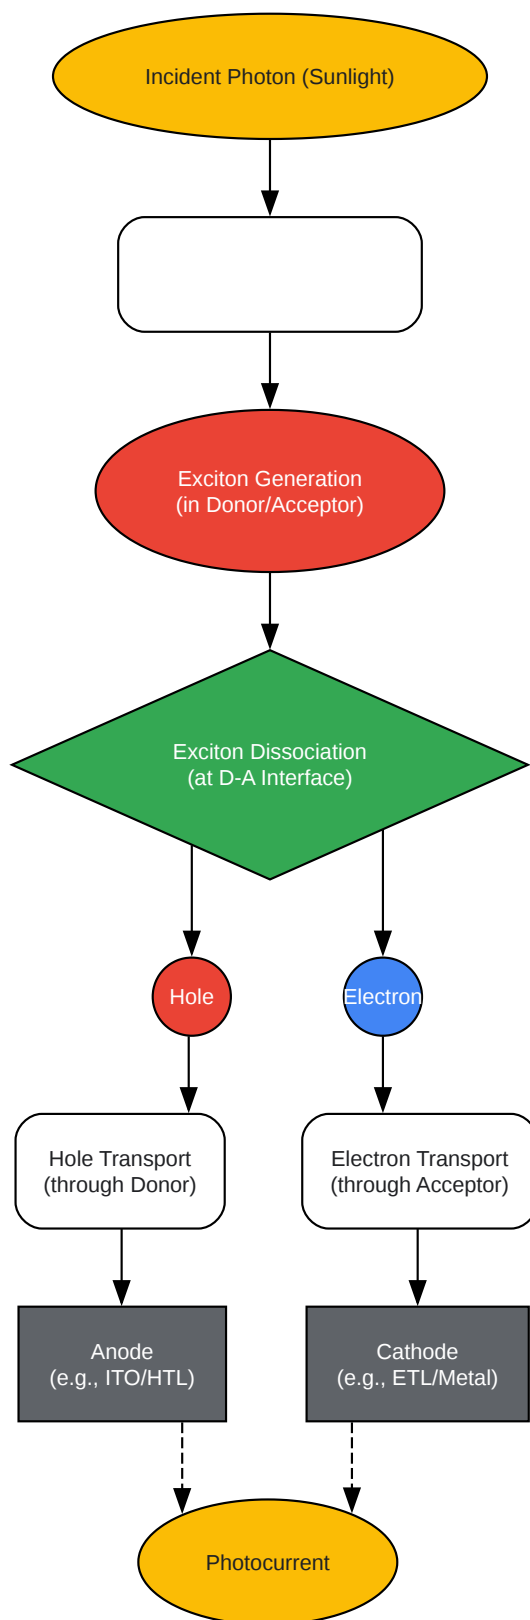 Incident Photon (Sunlight)
Exciton Generation
(in Donor/Acceptor)
Exciton Dissociation
(at D-A Interface)
Hole
Electron
Hole Transport
(through Donor)
Electron Transport
(through Acceptor)
Anode
(e.g., ITO/HTL)
Cathode
(e.g., ETL/Metal)
Photocurrent